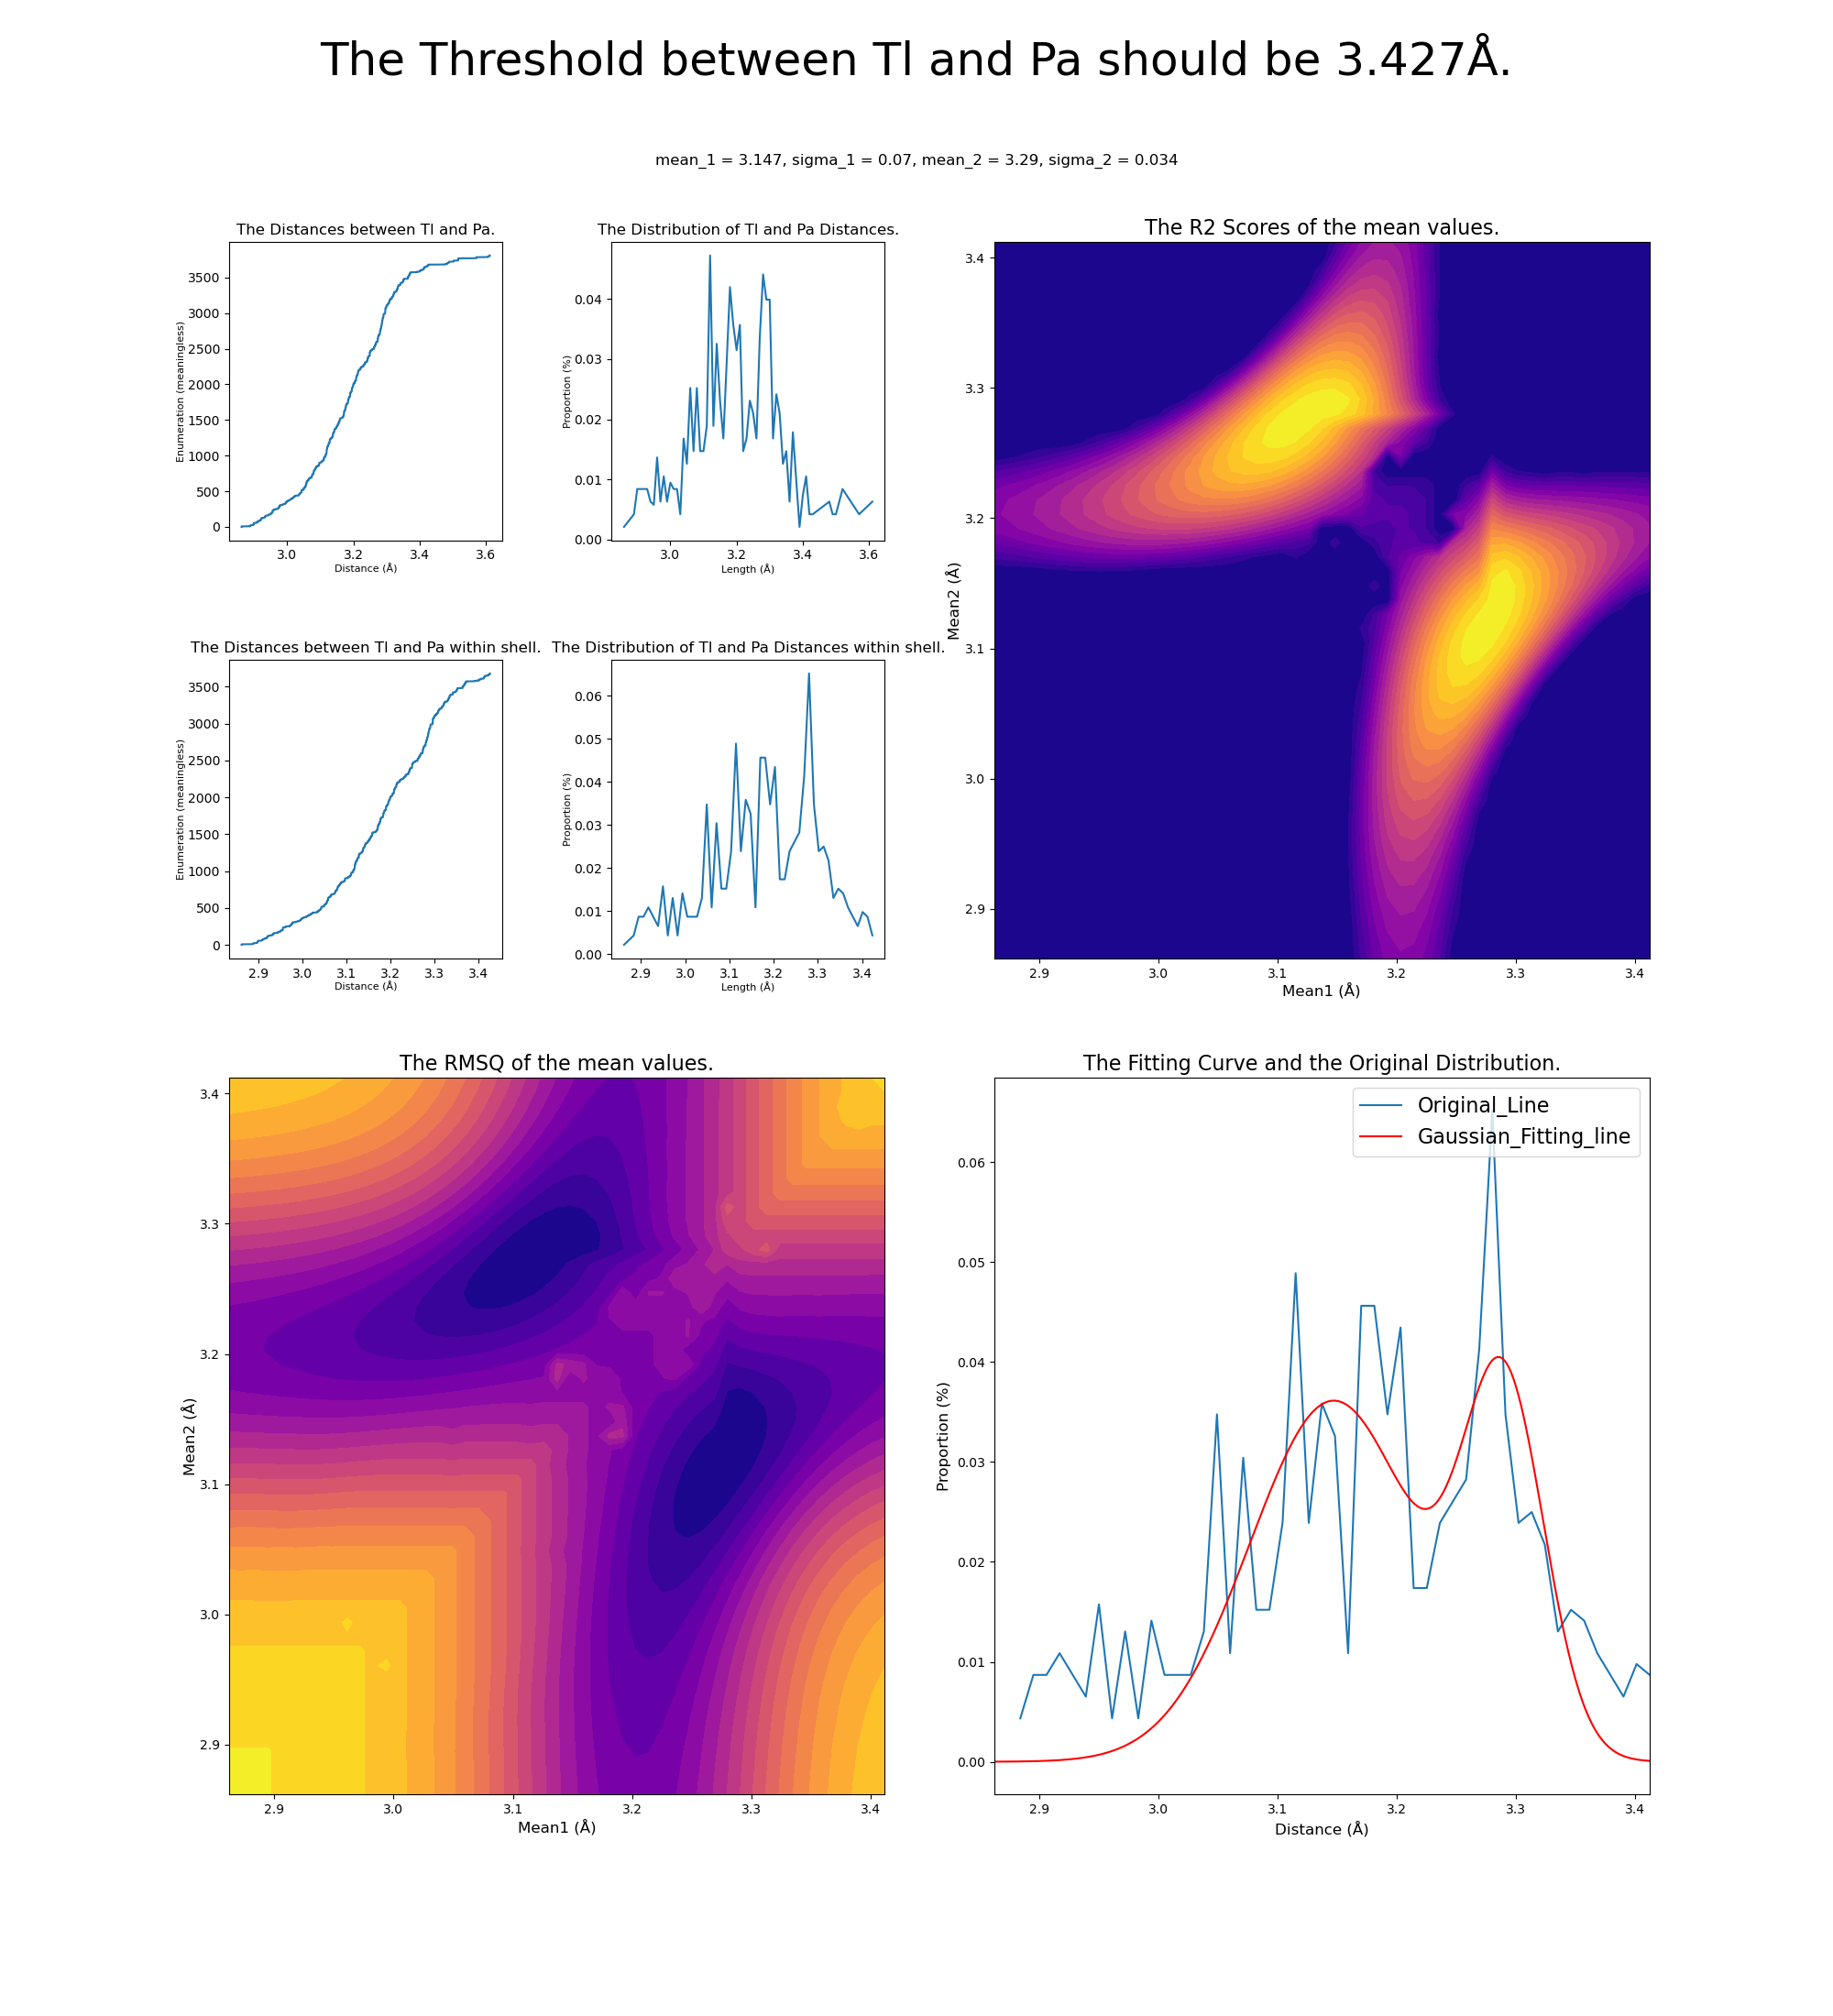 The Threshold between Tl and Pa should be 3.427Å.
mean_1 = 3.147, sigma_1 = 0.07, mean_2 = 3.29, sigma_2 = 0.034
The Distances between Tl and Pa.
Enumeration (meaningless)
3500
3000
2500
2000
1500
1000
500
0
3.0 3.2 3.4 3.6
Distance (Å)
The Distribution of Tl and Pa Distances.
Proportion (%)
0.04
0.03
0.02
0.01
0.00
3.0 3.2 3.4 3.6
Length (Å)
The R2 Scores of the mean values.
Mean2 (Å)
3.4
3.3
3.2
3.1
3.0
2.9
2.9 3.0 3.1 3.2 3.3 3.4
Mean1 (Å)
The Distances between Tl and Pa within shell.
Enumeration (meaningless)
3500
3000
2500
2000
1500
1000
500
0
2.9 3.0 3.1 3.2 3.3 3.4
Distance (Å)
The Distribution of Tl and Pa Distances within shell.
Proportion (%)
0.06
0.05
0.04
0.03
0.02
0.01
0.00
2.9 3.0 3.1 3.2 3.3 3.4
Length (Å)
The RMSQ of the mean values.
Mean2 (Å)
3.4
3.3
3.2
3.1
3.0
2.9
2.9 3.0 3.1 3.2 3.3 3.4
Mean1 (Å)
The Fitting Curve and the Original Distribution.
Original_Line
Gaussian_Fitting_line
Proportion (%)
0.06
0.05
0.04
0.03
0.02
0.01
0.00
2.9 3.0 3.1 3.2 3.3 3.4
Distance (Å)